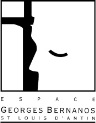 ESPACE
GEORGES BERNANOS
ST LOUIS D'ANTIN